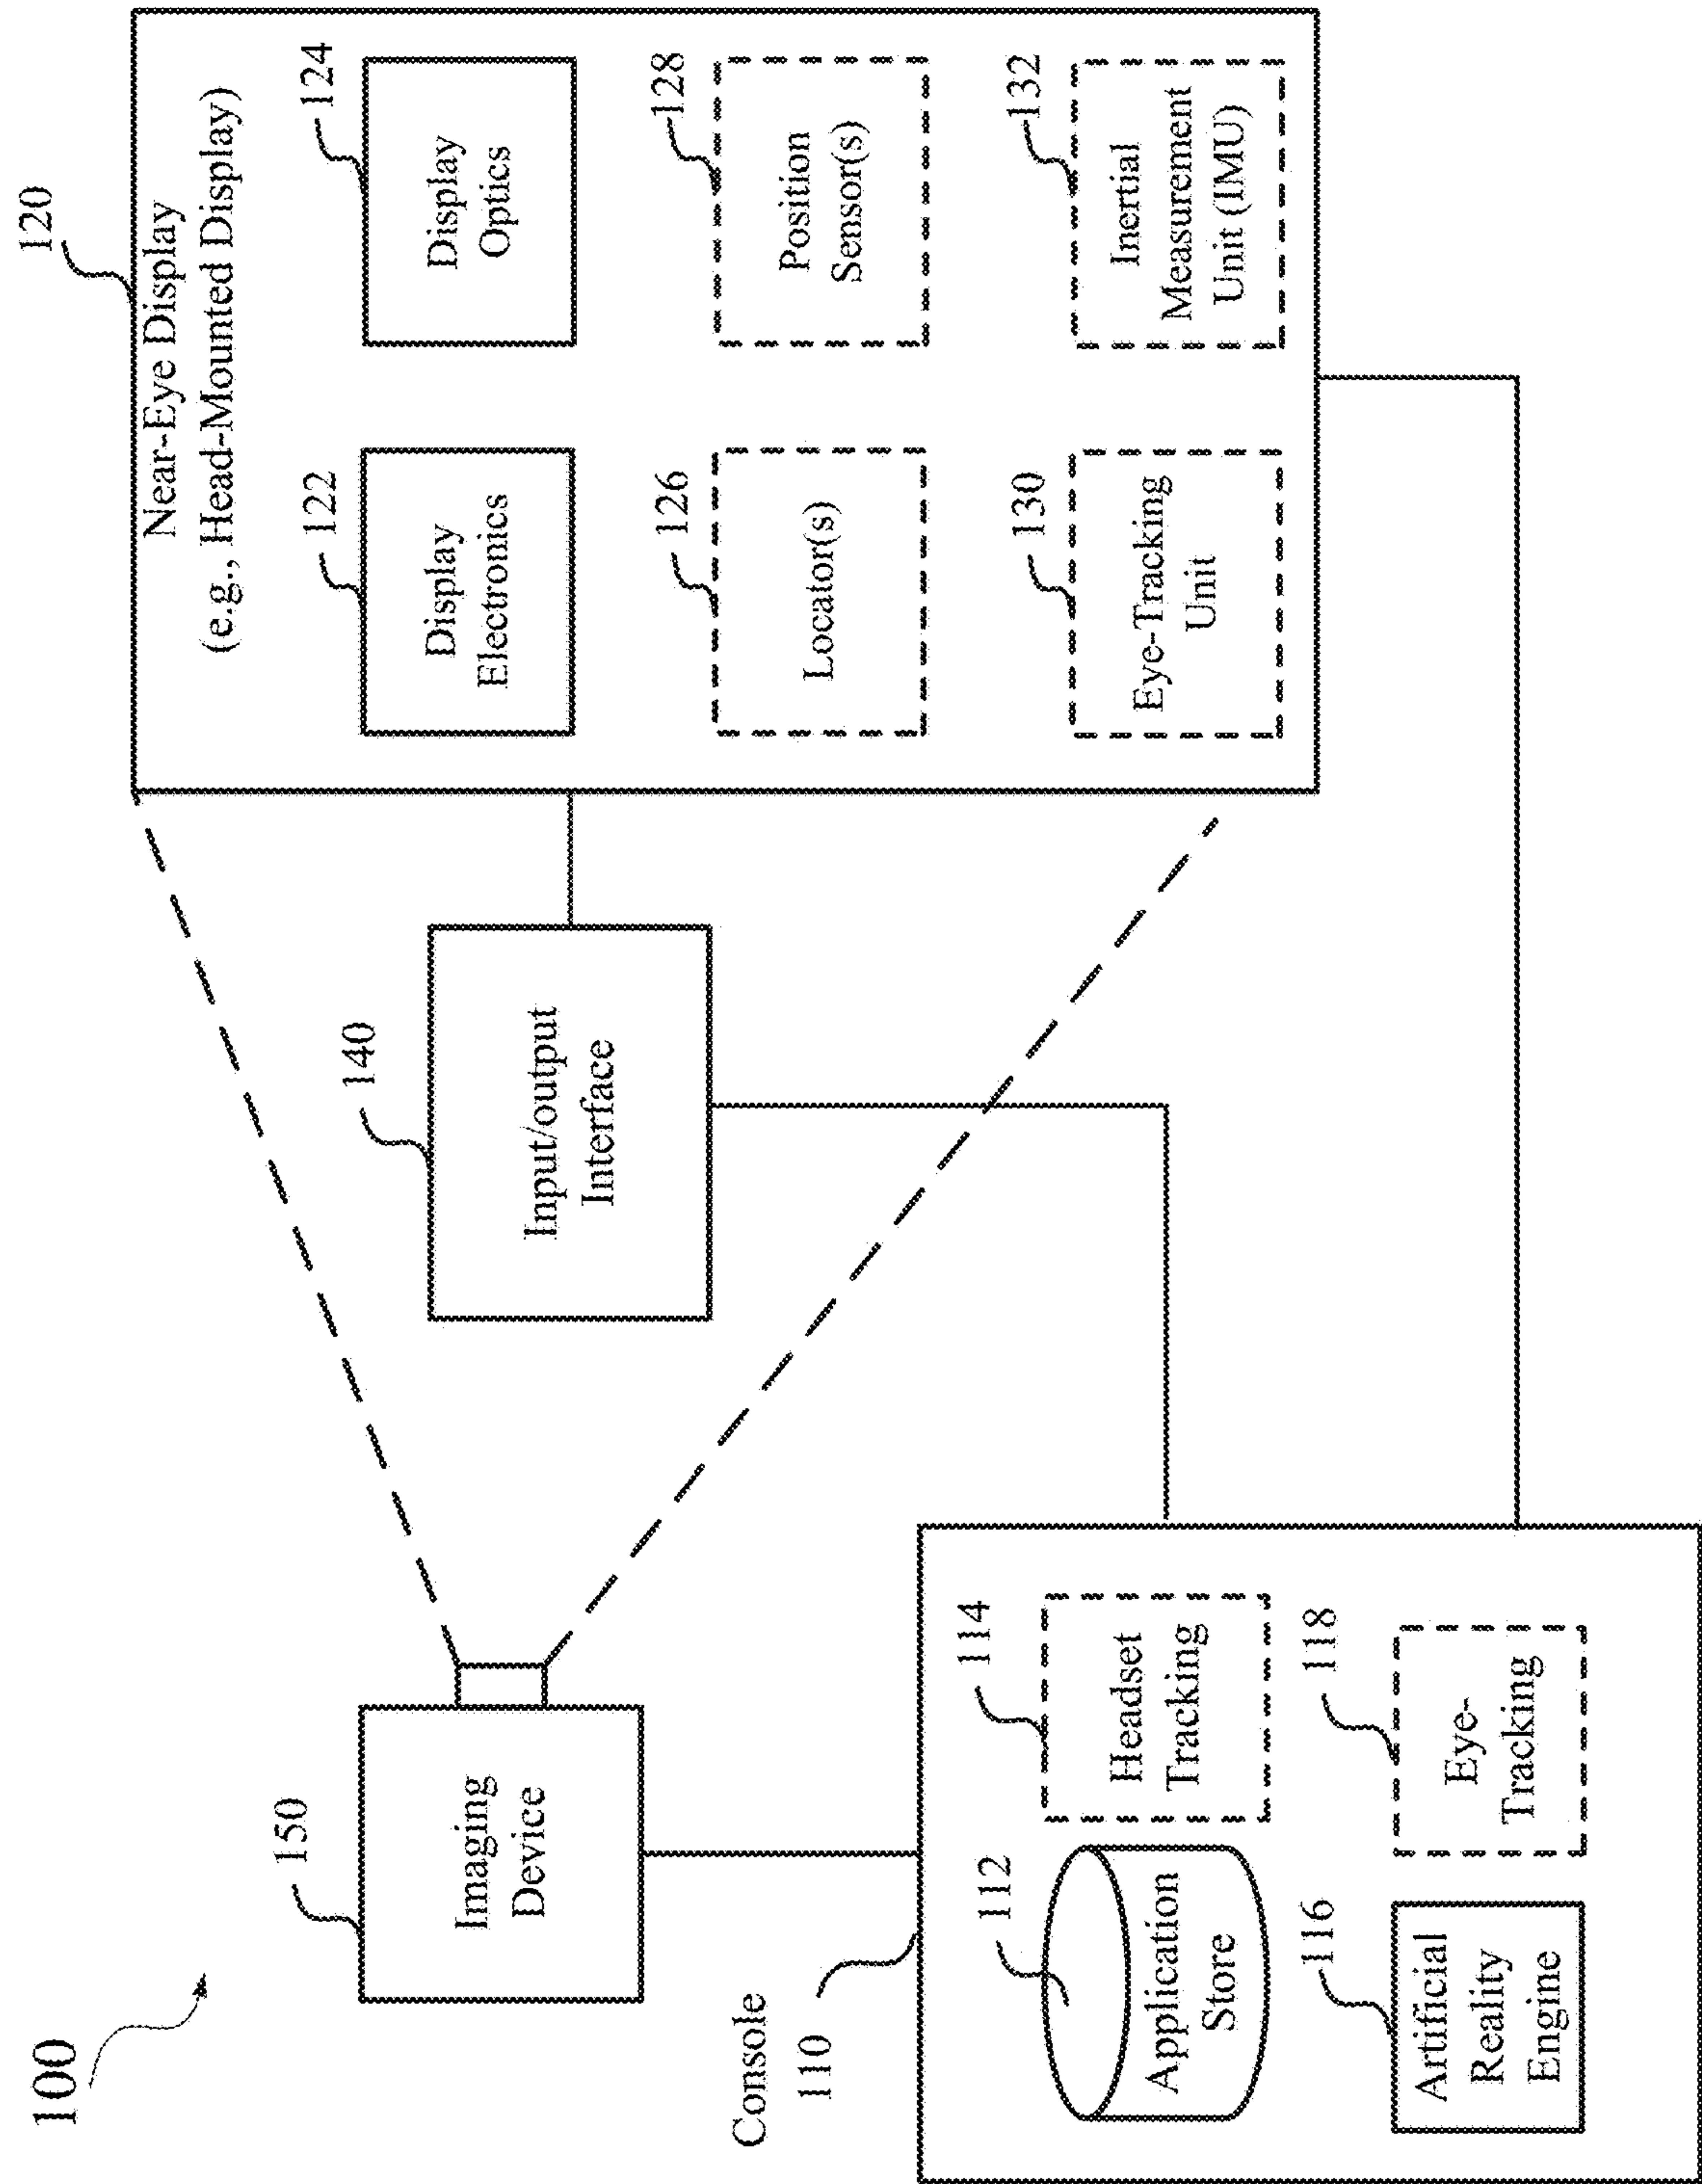 100
120
Near-Eye Display
(e.g., Head-Mounted Display)
150
Imaging
Device
140
Input/output
Interface
122
Display
Electronics
124
Display
Optics
126
Locator(s)
128
Position
Sensor(s)
130
Eye-Tracking
Unit
132
Inertial
Measurement
Unit (IMU)
Console
110
112
Application
Store
114
Headset
Tracking
116
Artificial
Reality
Engine
118
Eye-
Tracking